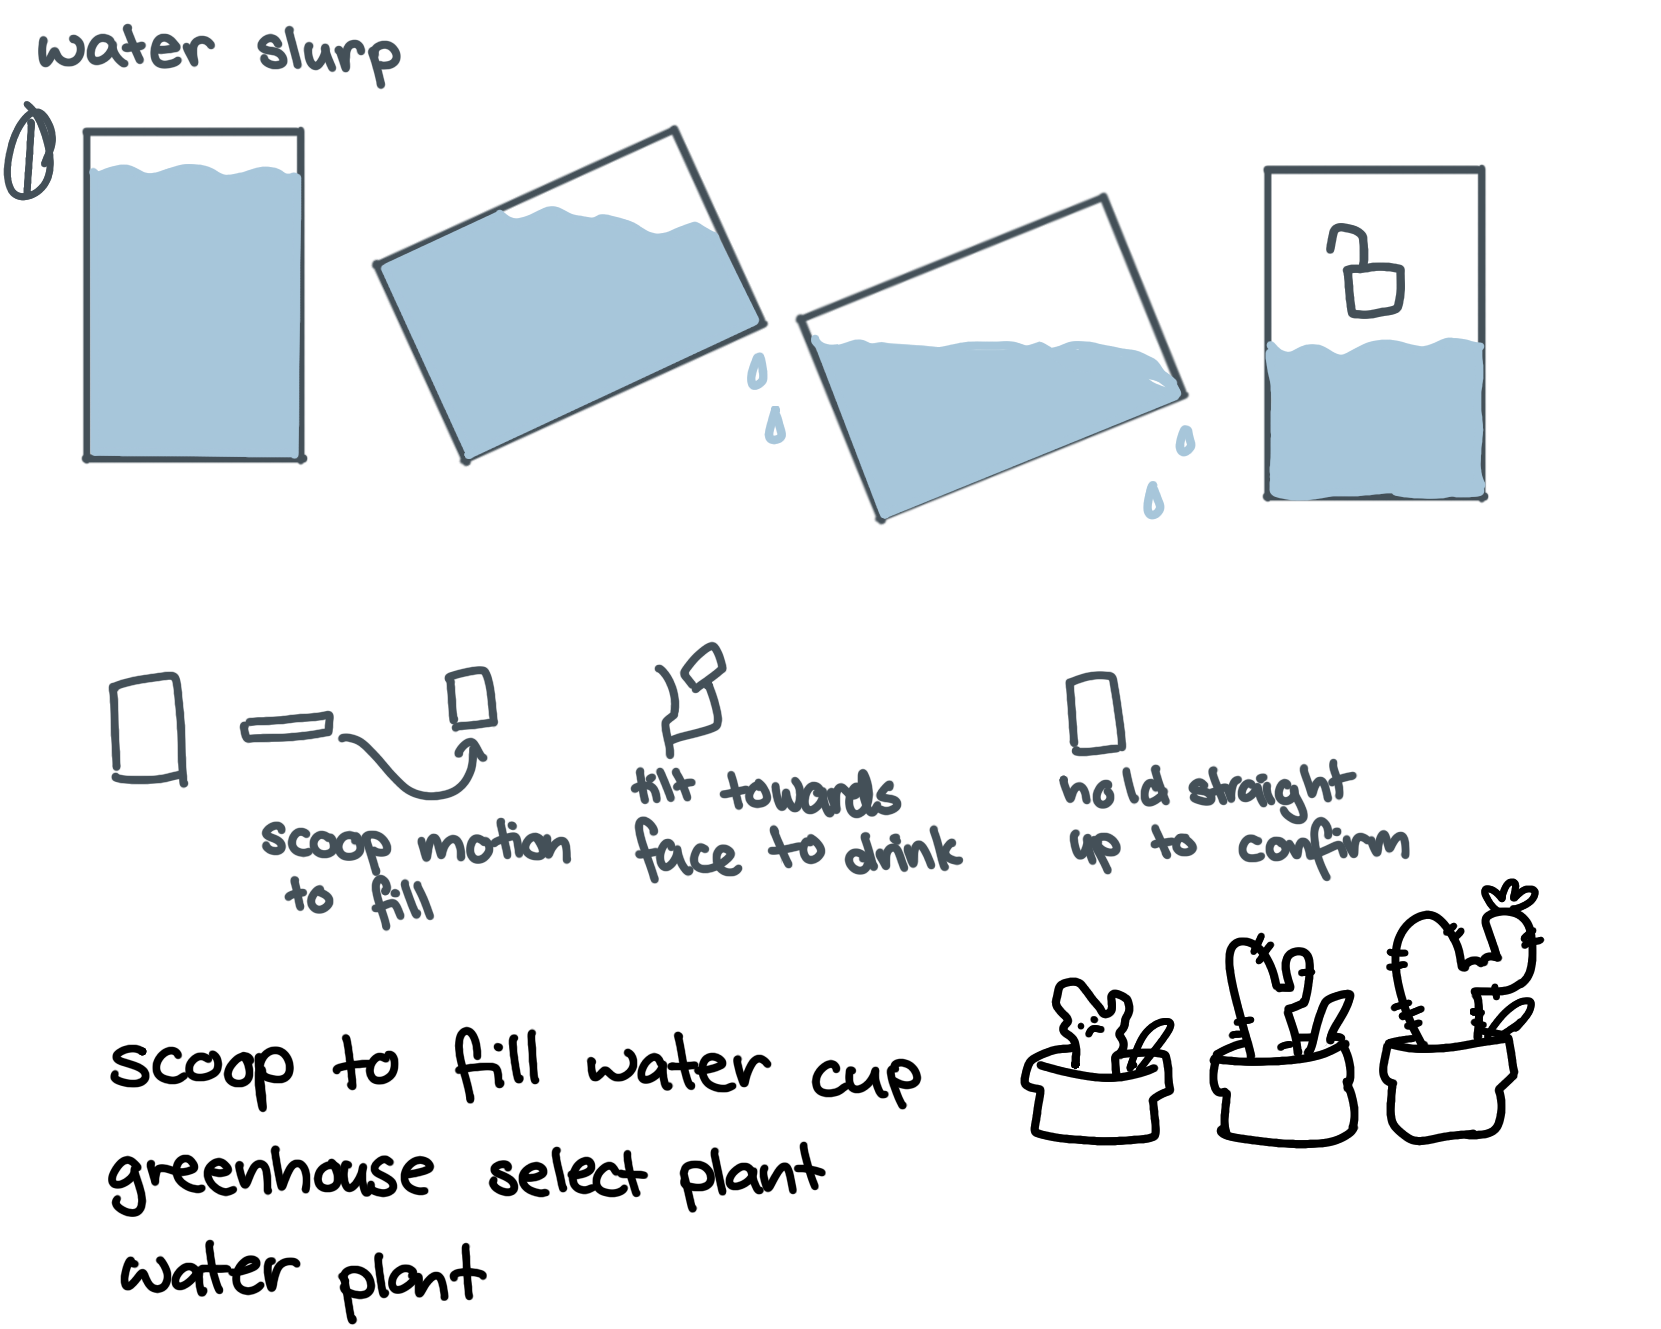 water slurp
scoop motion
to fill
tilt towards
face to drink
hold straight
up to confirm
scoop to fill water cup
greenhouse select plant
water plant